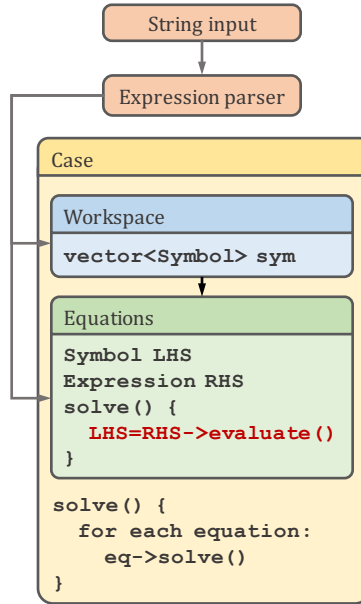 String input
Expression parser
Case
Workspace
vector<Symbol> sym
Equations
Symbol LHS
Expression RHS
solve() {
LHS=RHS->evaluate()
}
solve() {
for each equation:
eq->solve()
}